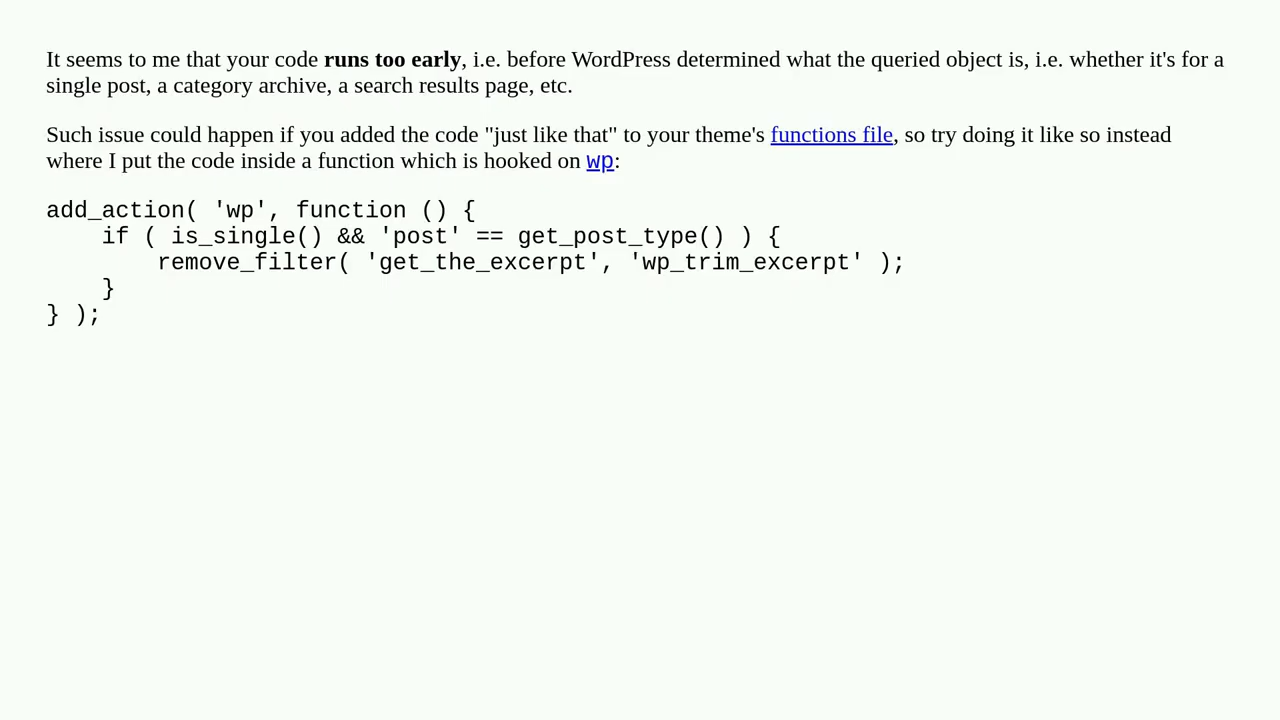 It seems to me that your code runs too early, i.e. before WordPress determined what the queried object is, i.e. whether it's for a
single post, a category archive, a search results page, etc.
Such issue could happen if you added the code "just like that" to your theme's functions file, so try doing it like so instead
where I put the code inside a function which is hooked on wp:
add_action( 'wp', function () {
    if ( is_single() && 'post' == get_post_type() ) {
        remove_filter( 'get_the_excerpt', 'wp_trim_excerpt' );
    }
} );